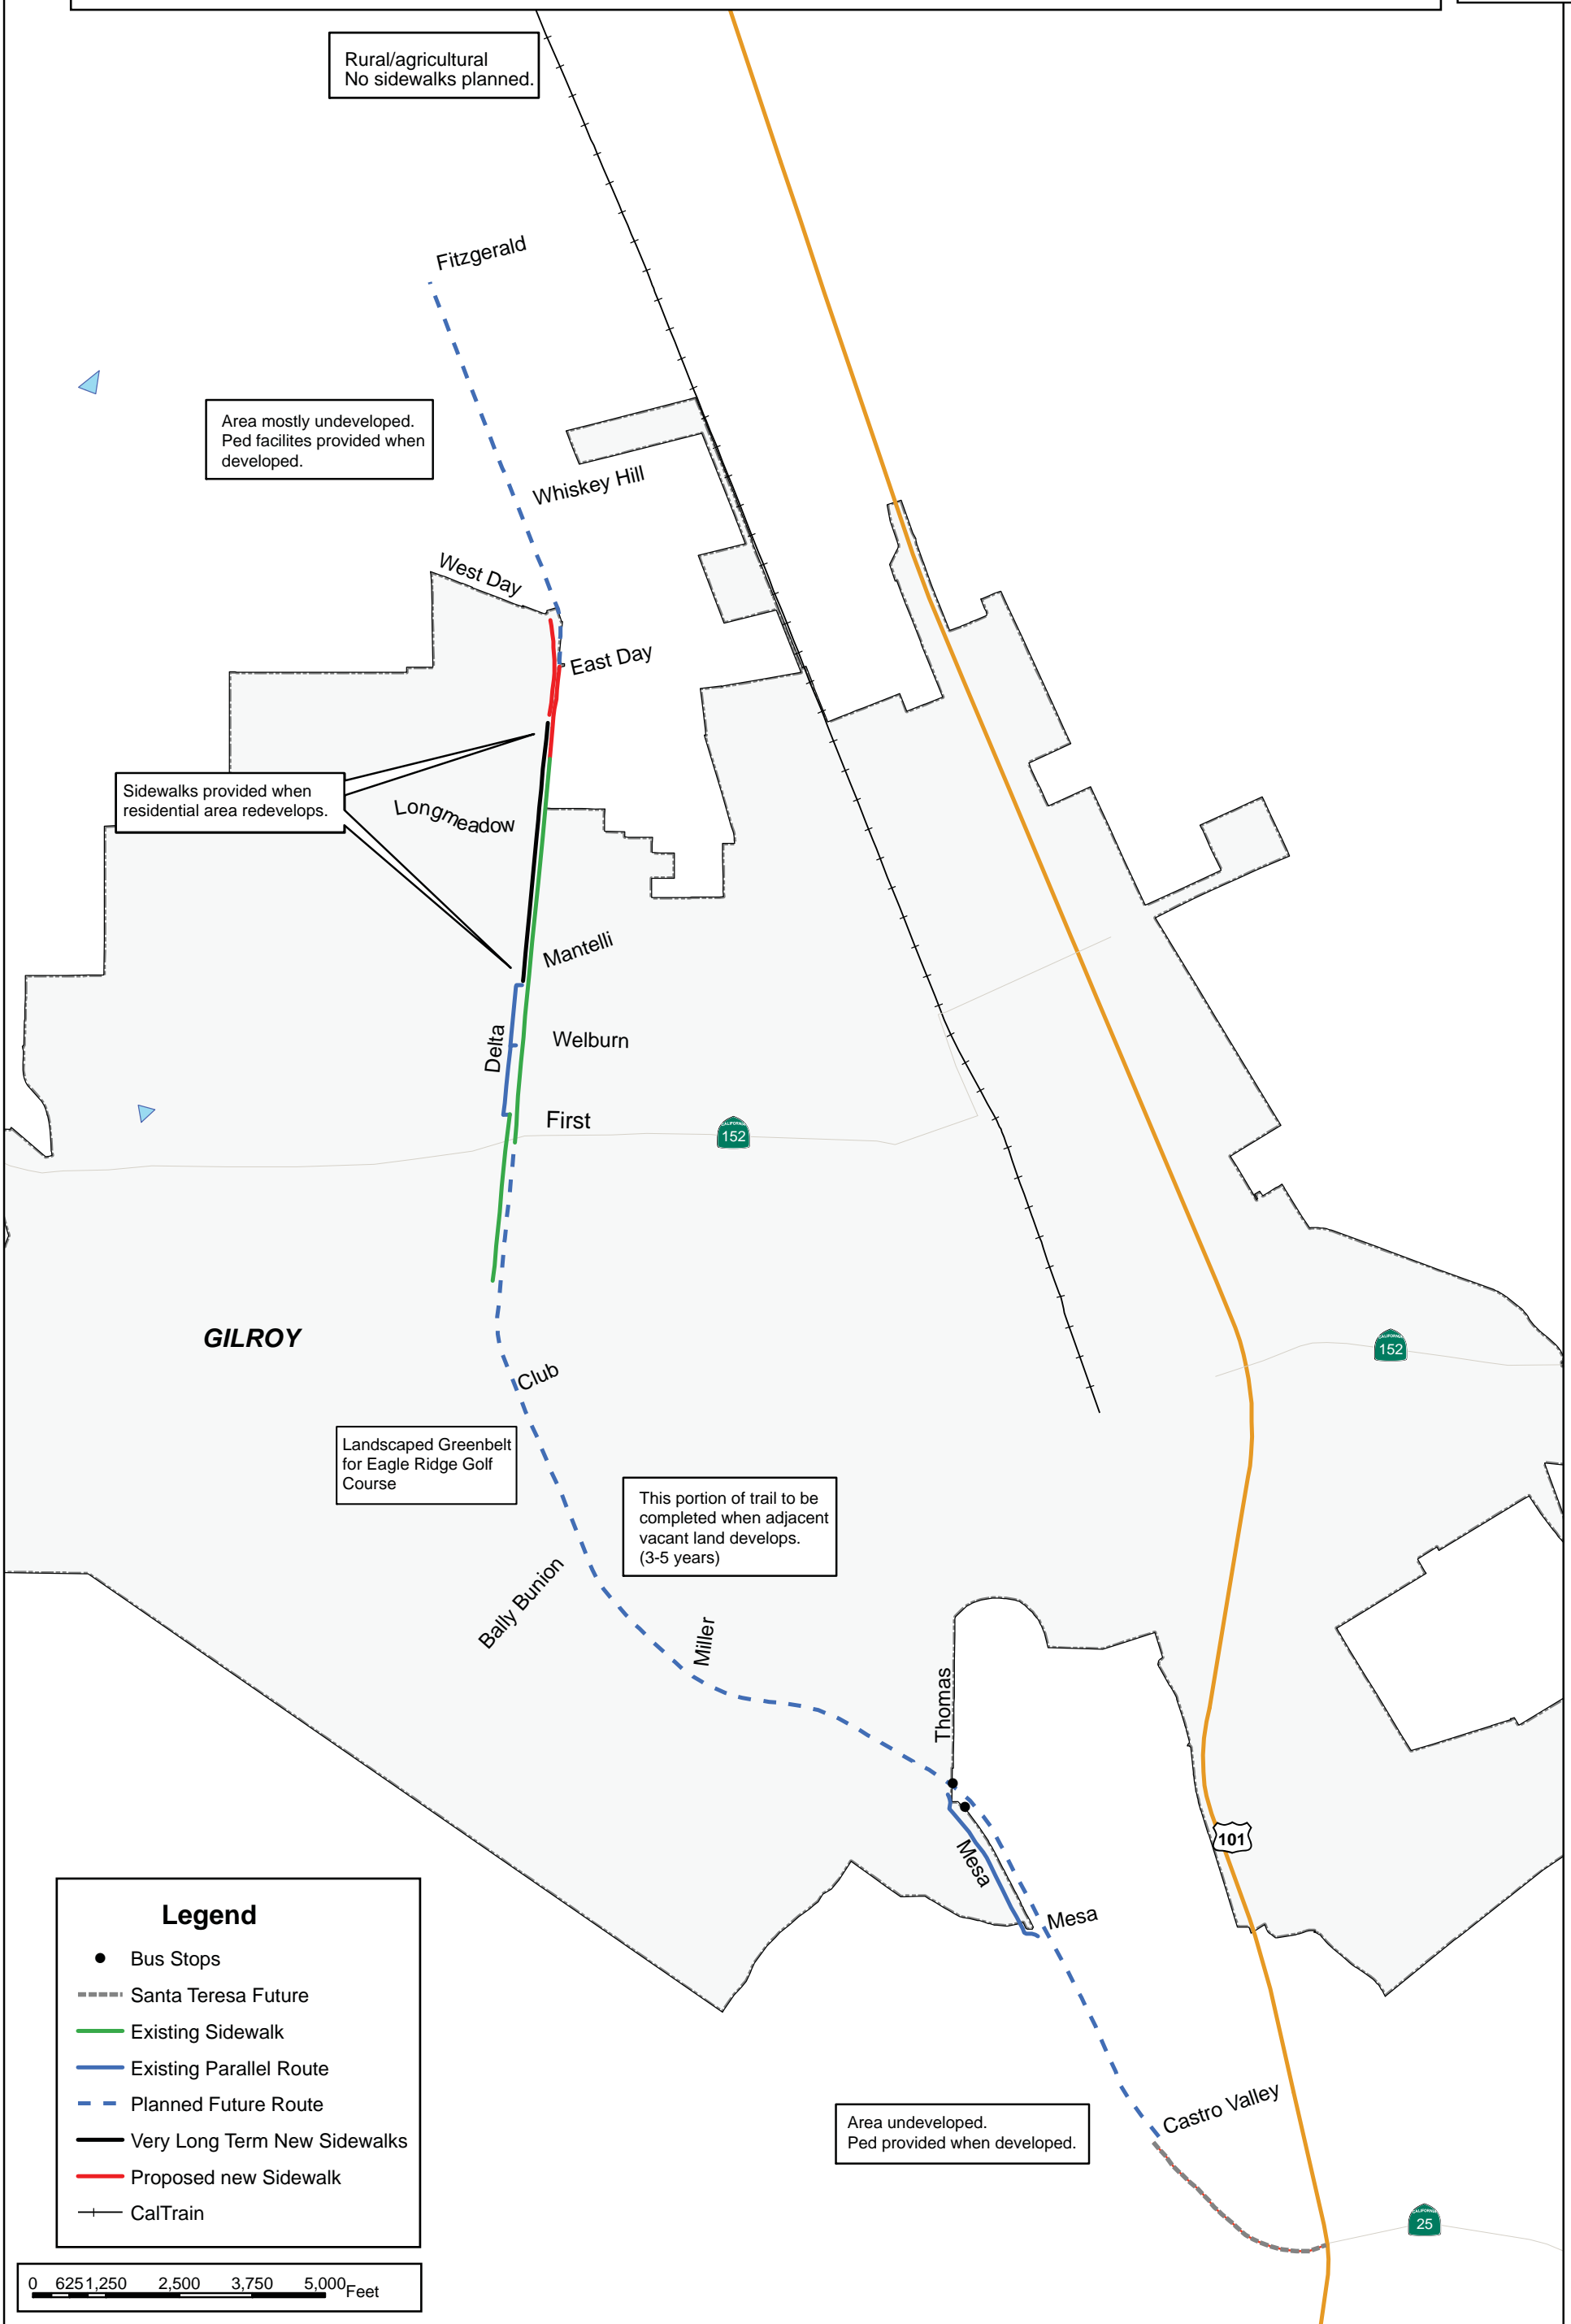 Rural/agricultural
No sidewalks planned.
Fitzgerald
Area mostly undeveloped.
Ped facilites provided when
developed.
Whiskey Hill
West Day
East Day
Sidewalks provided when
residential area redevelops.
Longmeadow
Mantelli
Delta
Welburn
First
CALIFORNIA
152
GILROY
CALIFORNIA
152
Club
Landscaped Greenbelt
for Eagle Ridge Golf
Course
This portion of trail to be
completed when adjacent
vacant land develops.
(3-5 years)
Bally Bunion
Miller
Thomas
101
Mesa
Mesa
Legend
Bus Stops
Santa Teresa Future
Existing Sidewalk
Existing Parallel Route
Planned Future Route
Very Long Term New Sidewalks
Proposed new Sidewalk
CalTrain
Castro Valley
Area undeveloped.
Ped provided when developed.
CALIFORNIA
25
0 625 1,250 2,500 3,750 5,000 Feet